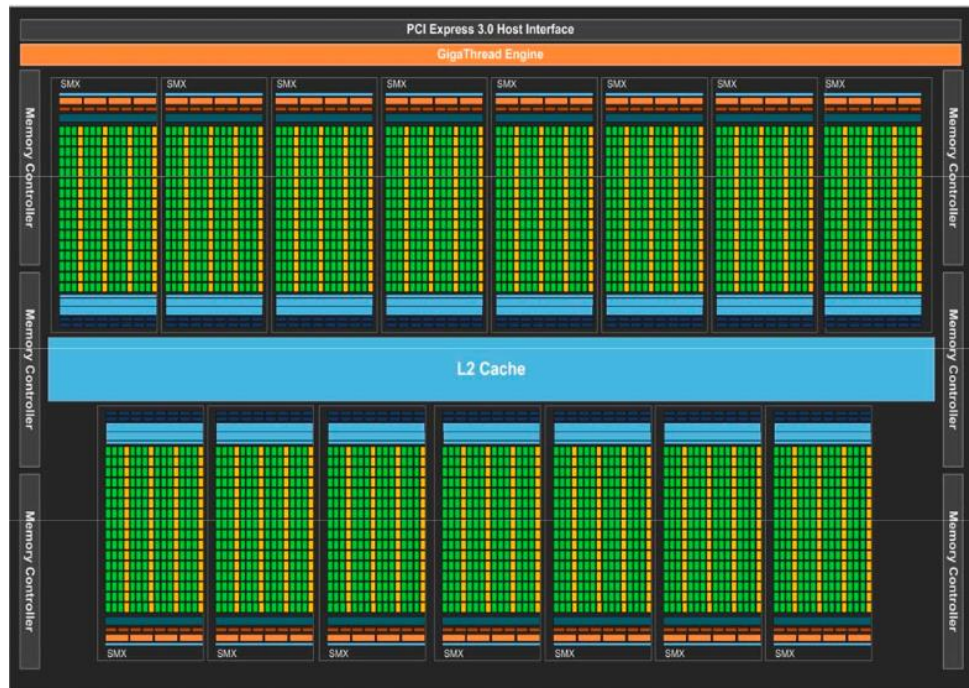 PCI Express 3.0 Host Interface
GigaThread Engine
SMX SMX SMX SMX SMX SMX SMX SMX
Memory Controller
Memory Controller
Memory Controller
Memory Controller
L2 Cache
Memory Controller
Memory Controller
SMX SMX SMX SMX SMX SMX SMX